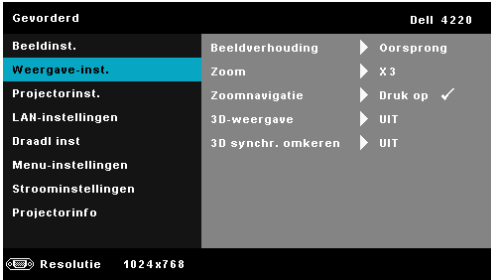 Gevorderd Dell 4220
Beeldinst. Beeldverhouding Oorsprong
Weergave-inst. Zoom X3
Projectorinst. Zoomnavigatie Druk op ✓
LAN-instellingen 3D-weergave UIT
Draadl inst 3D synchr. omkeren UIT
Menu-instellingen
Stroominstellingen
Projectorinfo
Resolutie 1024x768